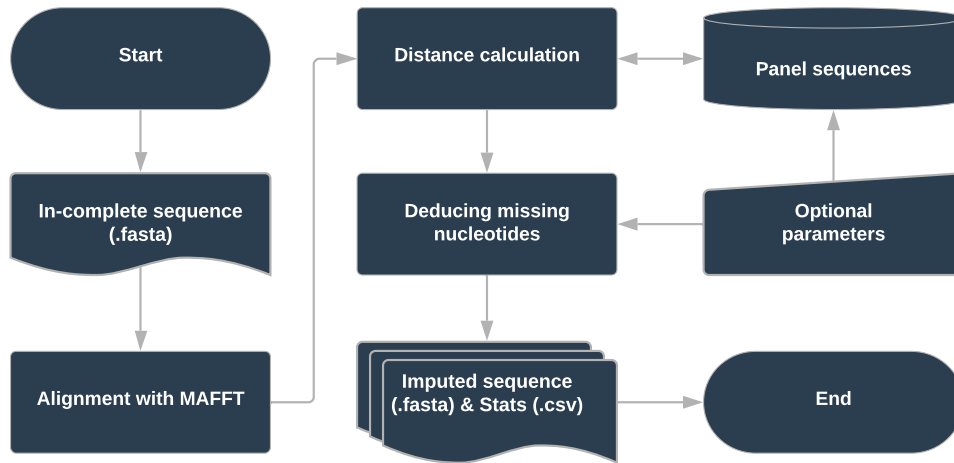 Start
In-complete sequence
(.fasta)
Alignment with MAFFT
Distance calculation
Panel sequences
Deducing missing
nucleotides
Optional
parameters
Imputed sequence
(.fasta) & Stats (.csv)
End